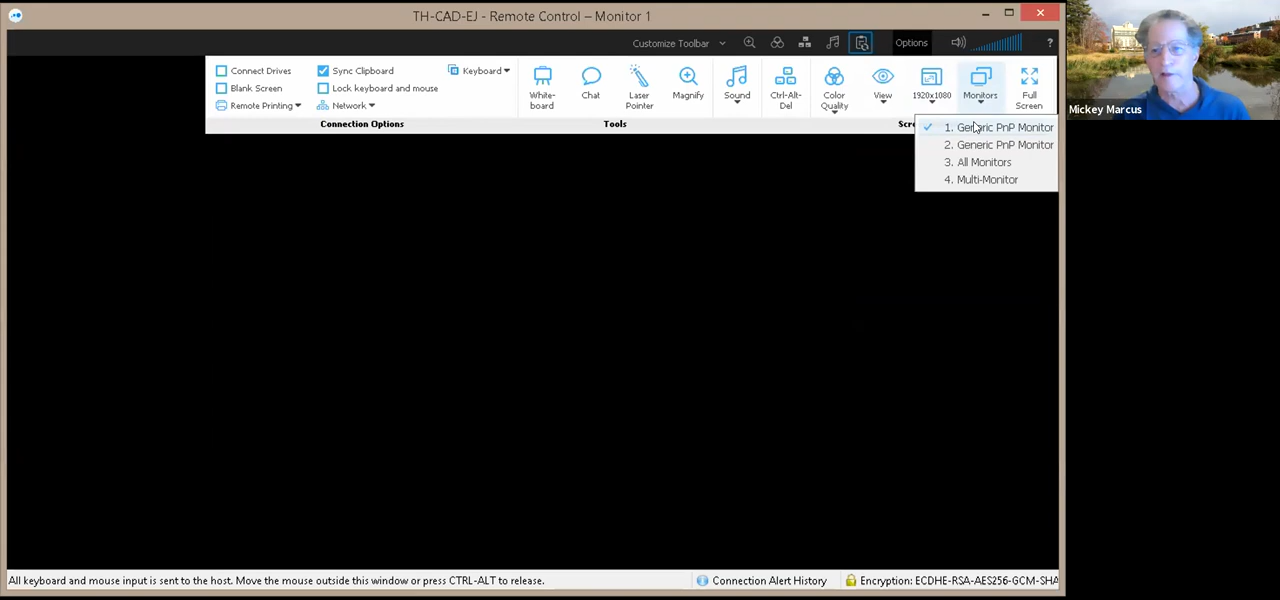 TH-CAD-EJ - Remote Control – Monitor 1
Customize Toolbar
Options
?
Connect Drives
Sync Clipboard
Keyboard
Blank Screen
Lock keyboard and mouse
Remote Printing
Network
Connection Options
White-
board
Chat
Laser
Pointer
Magnify
Tools
Sound
Ctrl-Alt-
Del
Color
Quality
View
1920x1080
Monitors
Full
Screen
1. Generic PnP Monitor
2. Generic PnP Monitor
3. All Monitors
4. Multi-Monitor
Mickey Marcus
All keyboard and mouse input is sent to the host. Move the mouse outside this window or press CTRL-ALT to release.
Connection Alert History
Encryption: ECDHE-RSA-AES256-GCM-SHA